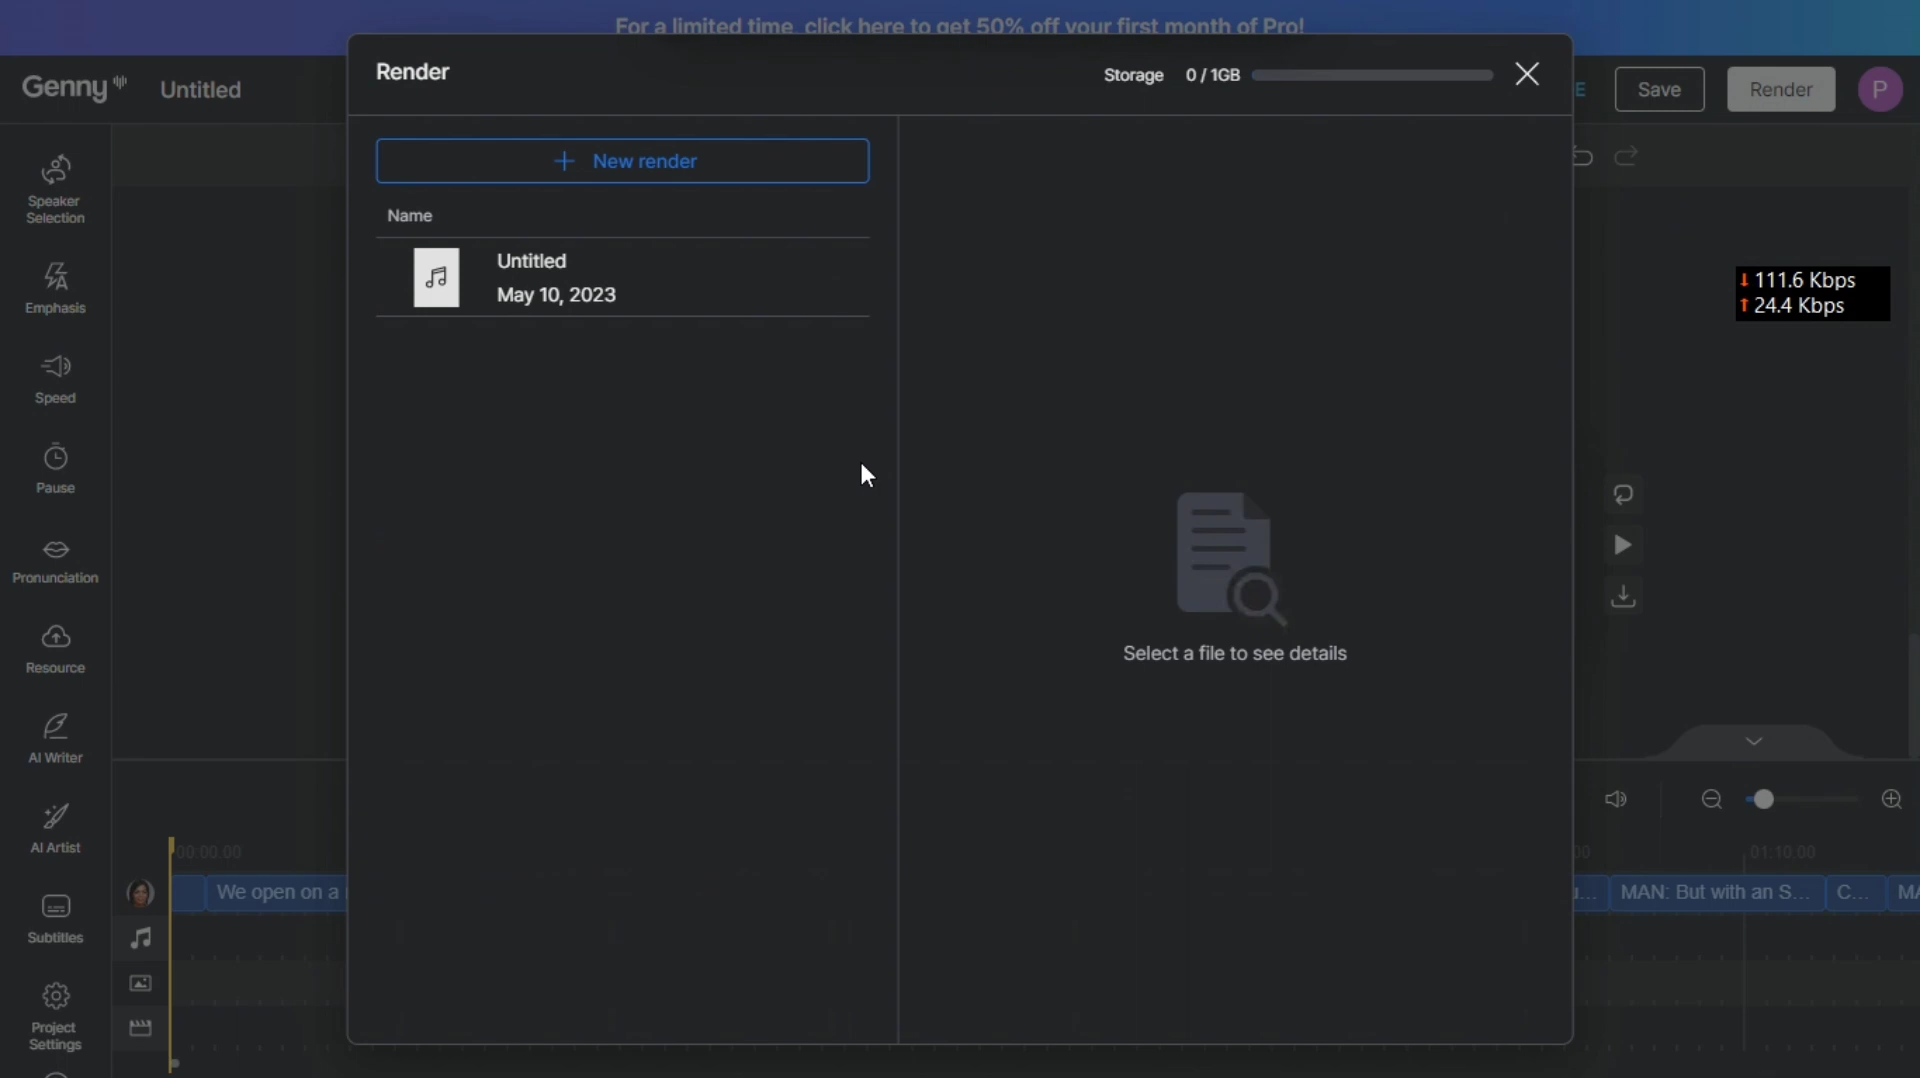 For a limited time, click here to get 50% off your first month of Pro!
Genny
Untitled
Render
Storage 0 / 1GB
E
Save
Render
P
New render
Name
Untitled
May 10, 2023
Speaker
Selection
Emphasis
Speed
Pause
Pronunciation
Resource
AI Writer
AI Artist
Subtitles
Project
Settings
111.6 Kbps
24.4 Kbps
Select a file to see details
00:00.00
00
01:10.00
We open on a
... MAN: But with an S... C... MA